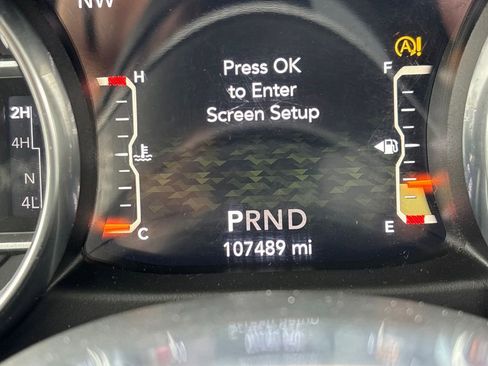 NW
H
F
Press OK
to Enter
Screen Setup
2H
4H
N
4L
C
E
PRND
107489 mi